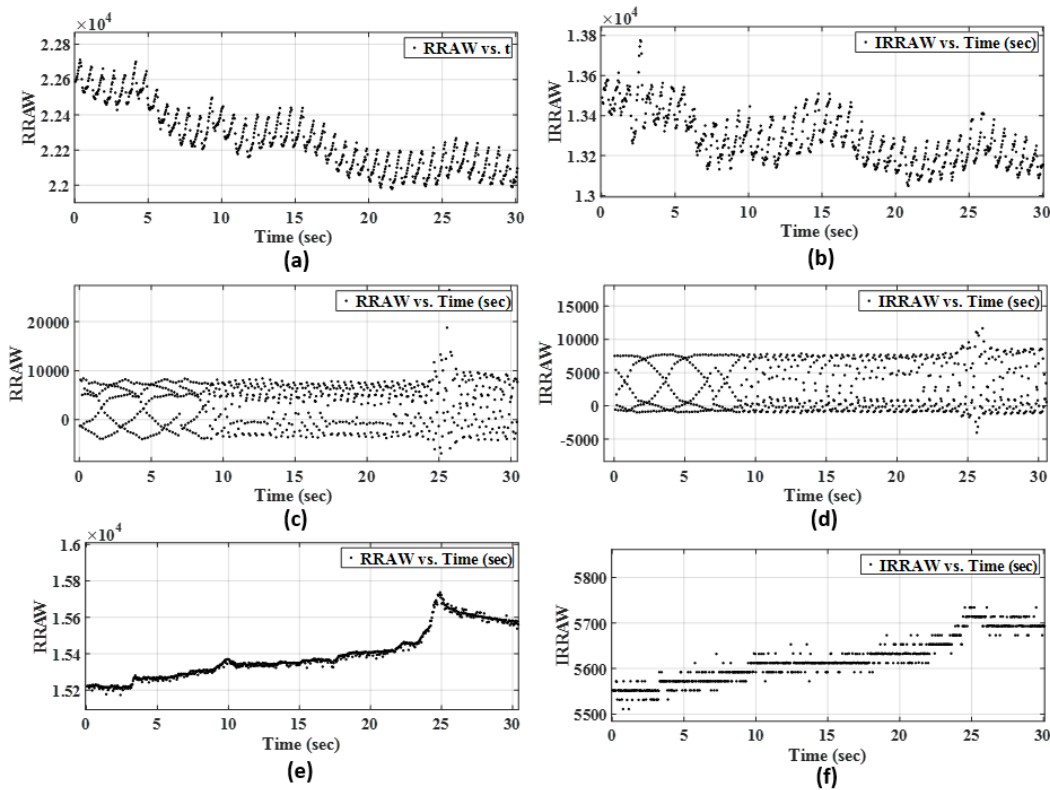 ×10⁴
RRAW vs. t
2.28
2.26
2.24
2.22
2.2
RRAW
0 5 10 15 20 25 30
Time (sec)
(a)
×10⁴
IRRAW vs. Time (sec)
1.38
1.36
1.34
1.32
1.3
IRRAW
0 5 10 15 20 25 30
Time (sec)
(b)
RRAW vs. Time (sec)
20000
10000
0
RRAW
0 5 10 15 20 25 30
Time (sec)
(c)
IRRAW vs. Time (sec)
15000
10000
5000
0
-5000
IRRAW
0 5 10 15 20 25 30
Time (sec)
(d)
×10⁴
RRAW vs. Time (sec)
1.6
1.58
1.56
1.54
1.52
RRAW
0 5 10 15 20 25 30
Time (sec)
(e)
IRRAW vs. Time (sec)
5800
5700
5600
5500
IRRAW
0 5 10 15 20 25 30
Time (sec)
(f)